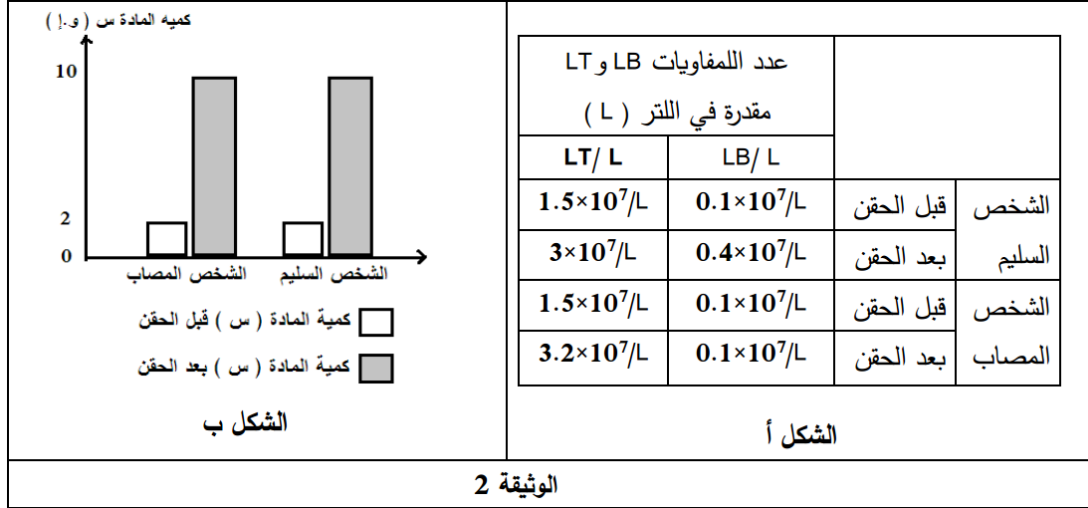 عدد اللمفاويات LB و LT
مقدرة في اللتر ( L )
LB/ L
LT/ L
الشخص السليم
قبل الحقن
0.1×10⁷/L
1.5×10⁷/L
بعد الحقن
0.4×10⁷/L
3×10⁷/L
الشخص المصاب
قبل الحقن
0.1×10⁷/L
1.5×10⁷/L
بعد الحقن
0.1×10⁷/L
3.2×10⁷/L
الشكل أ
كميه المادة س ( و.إ )
10
2
0
الشخص السليم
الشخص المصاب
كمية المادة ( س ) قبل الحقن
كمية المادة ( س ) بعد الحقن
الشكل ب
الوثيقة 2